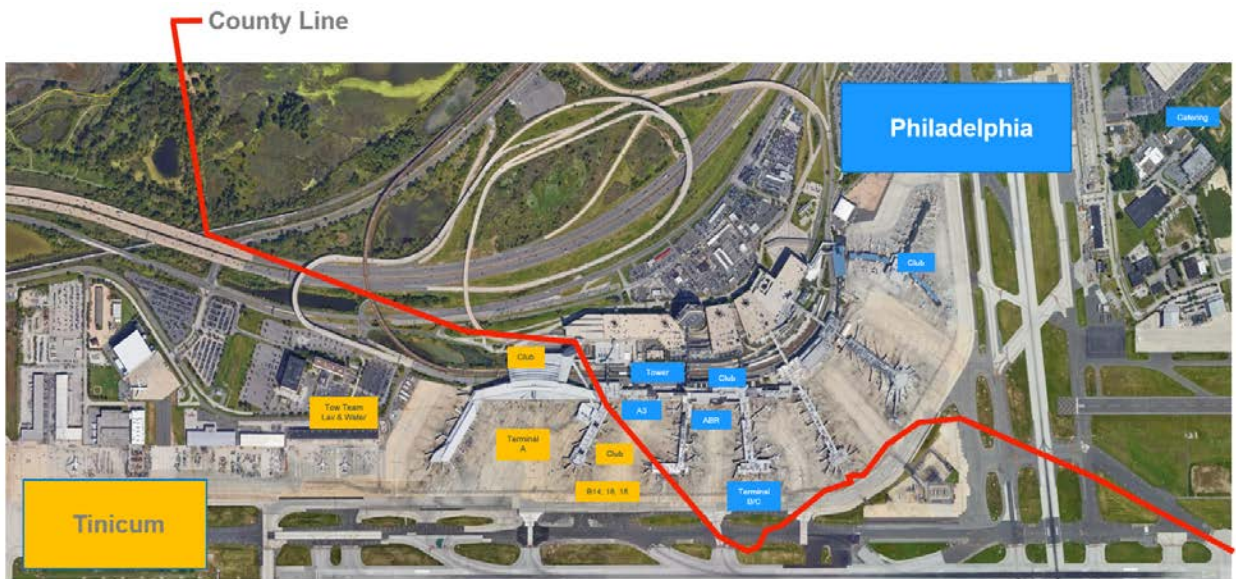 County Line
Philadelphia
Catering
Club
Club
Tower
Club
Tow Team
Lav & Water
A3
ABR
Terminal
A
Club
B14, 16, 18
Terminal
B/C
Tinicum